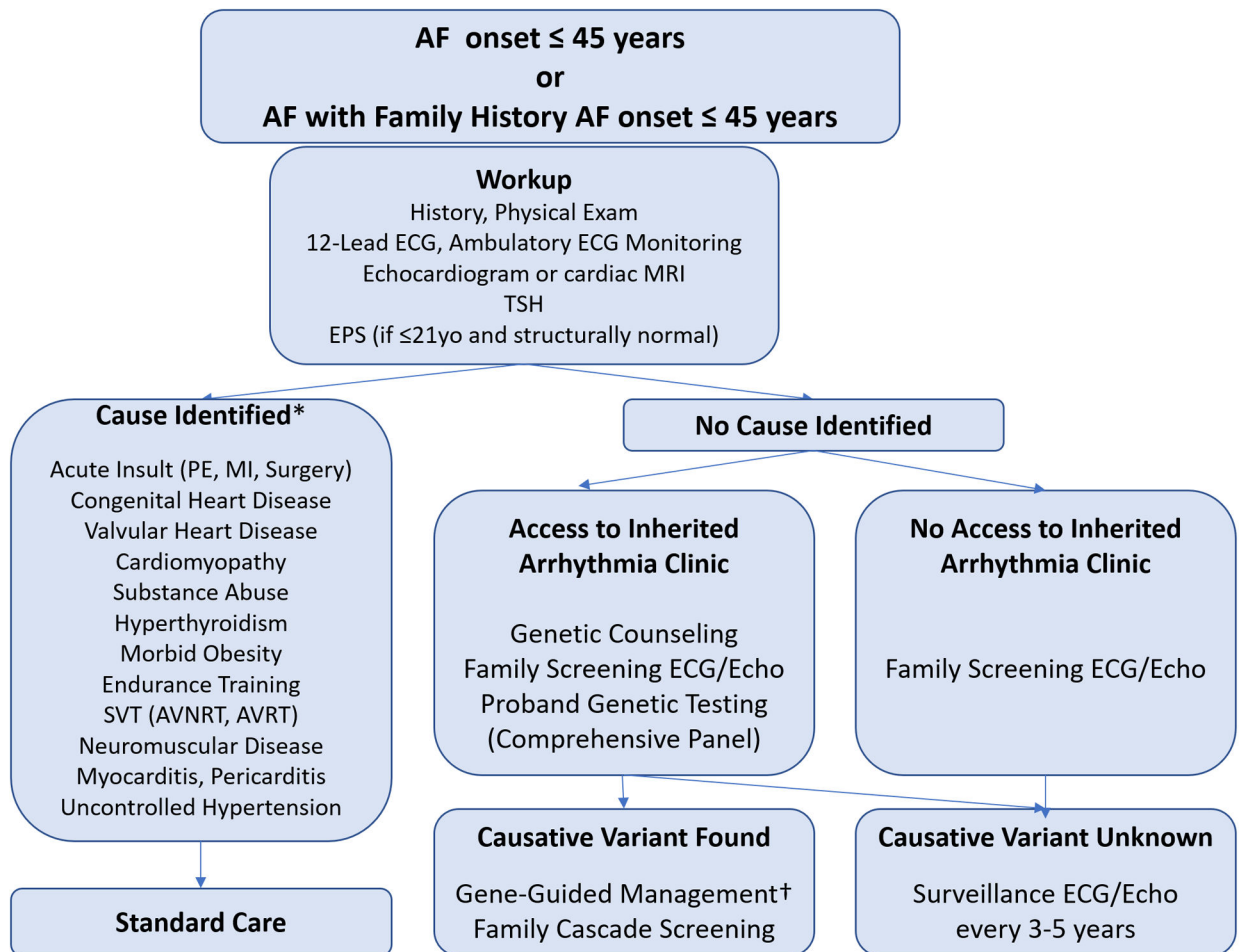 AF onset ≤ 45 years
or
AF with Family History AF onset ≤ 45 years
Workup
History, Physical Exam
12-Lead ECG, Ambulatory ECG Monitoring
Echocardiogram or cardiac MRI
TSH
EPS (if ≤21yo and structurally normal)
Cause Identified*
Acute Insult (PE, MI, Surgery)
Congenital Heart Disease
Valvular Heart Disease
Cardiomyopathy
Substance Abuse
Hyperthyroidism
Morbid Obesity
Endurance Training
SVT (AVNRT, AVRT)
Neuromuscular Disease
Myocarditis, Pericarditis
Uncontrolled Hypertension
Standard Care
No Cause Identified
Access to Inherited
Arrhythmia Clinic
Genetic Counseling
Family Screening ECG/Echo
Proband Genetic Testing
(Comprehensive Panel)
No Access to Inherited
Arrhythmia Clinic
Family Screening ECG/Echo
Causative Variant Found
Gene-Guided Management†
Family Cascade Screening
Causative Variant Unknown
Surveillance ECG/Echo
every 3-5 years